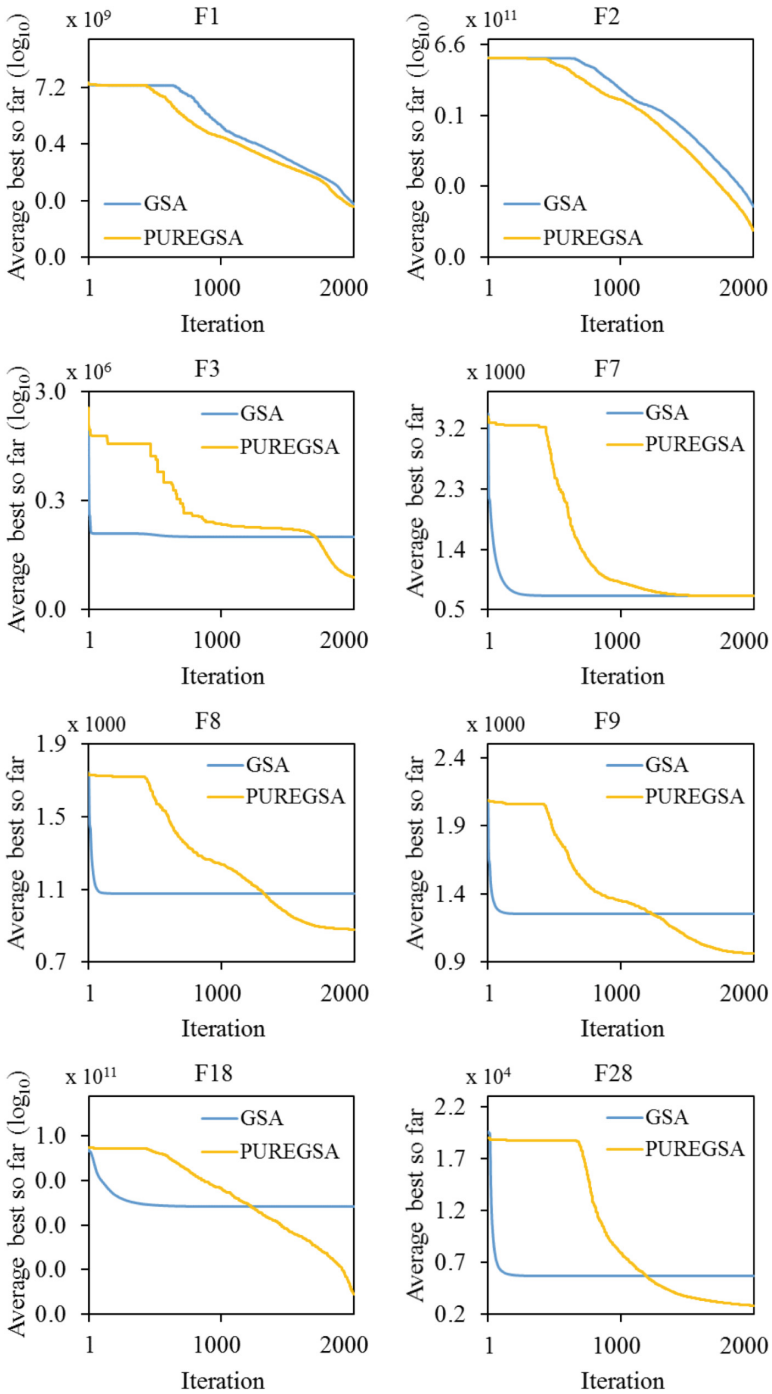 x 10⁹ F1
Average best so far (log₁₀)
7.2
0.4
0.0
0.0
GSA
PUREGSA
1 1000 2000
Iteration
x 10¹¹ F2
Average best so far (log₁₀)
6.6
0.1
0.0
0.0
GSA
PUREGSA
1 1000 2000
Iteration
x 10⁶ F3
Average best so far (log₁₀)
3.0
0.3
0.0
GSA
PUREGSA
1 1000 2000
Iteration
x 1000 F7
Average best so far
3.2
2.3
1.4
0.5
GSA
PUREGSA
1 1000 2000
Iteration
x 1000 F8
Average best so far
1.9
1.5
1.1
0.7
GSA
PUREGSA
1 1000 2000
Iteration
x 1000 F9
Average best so far
2.4
1.9
1.4
0.9
GSA
PUREGSA
1 1000 2000
Iteration
x 10¹¹ F18
Average best so far (log₁₀)
1.0
0.0
0.0
0.0
0.0
GSA
PUREGSA
1 1000 2000
Iteration
x 10⁴ F28
Average best so far
2.2
1.7
1.2
0.7
0.2
GSA
PUREGSA
1 1000 2000
Iteration